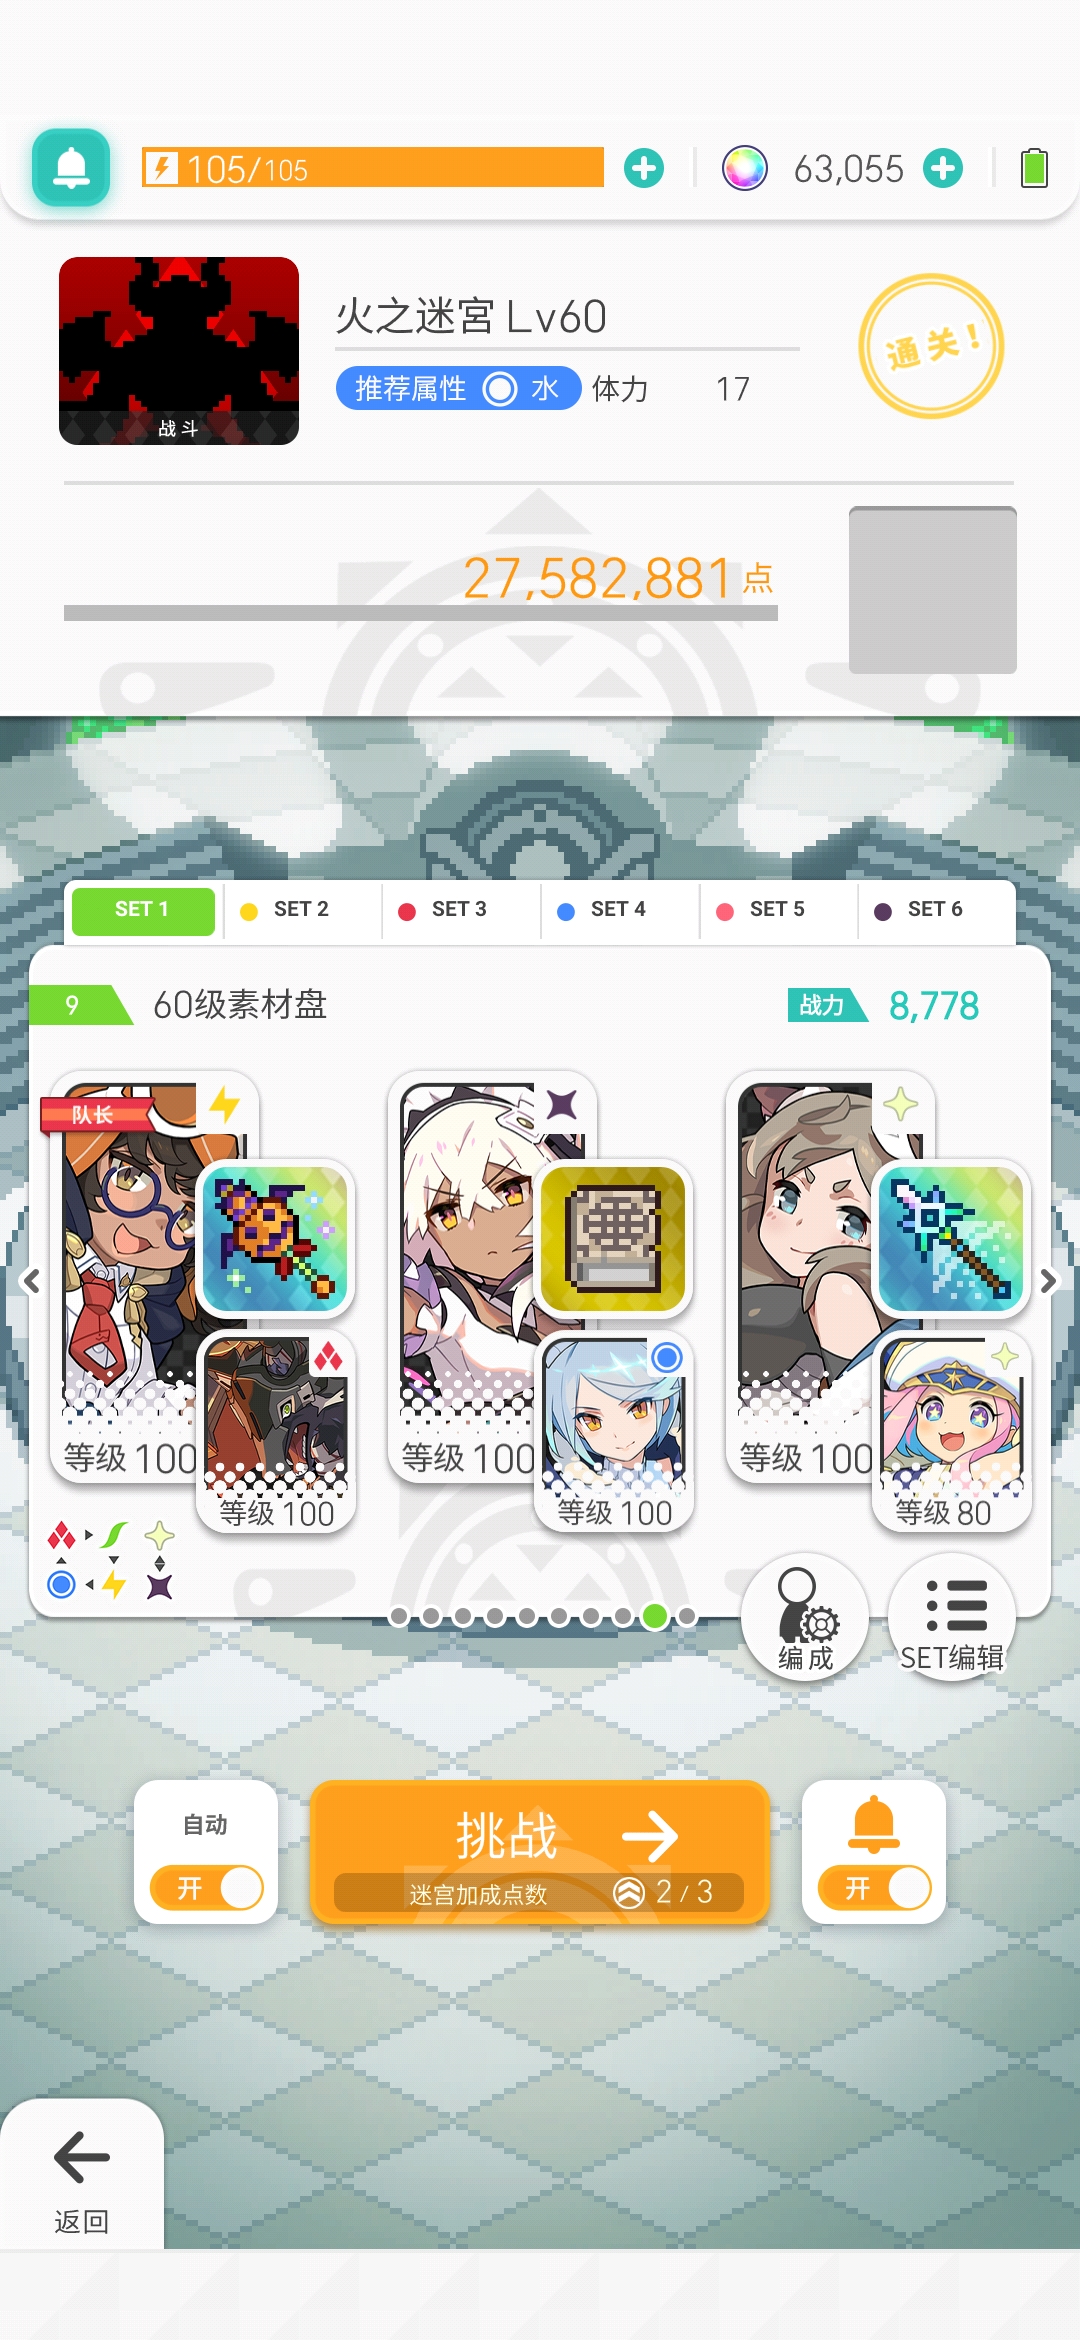 105/105
63,055
火之迷宮 Lv60
推荐属性 水 体力 17
通关!
战斗
27,582,881点
SET 1
SET 2
SET 3
SET 4
SET 5
SET 6
9
60级素材盘
战力
8,778
队长
等级 100
等级 100
等级 100
等级 100
等级 100
等级 80
编成
SET编辑
自动
开
挑战
迷宫加成点数
2 / 3
开
返回